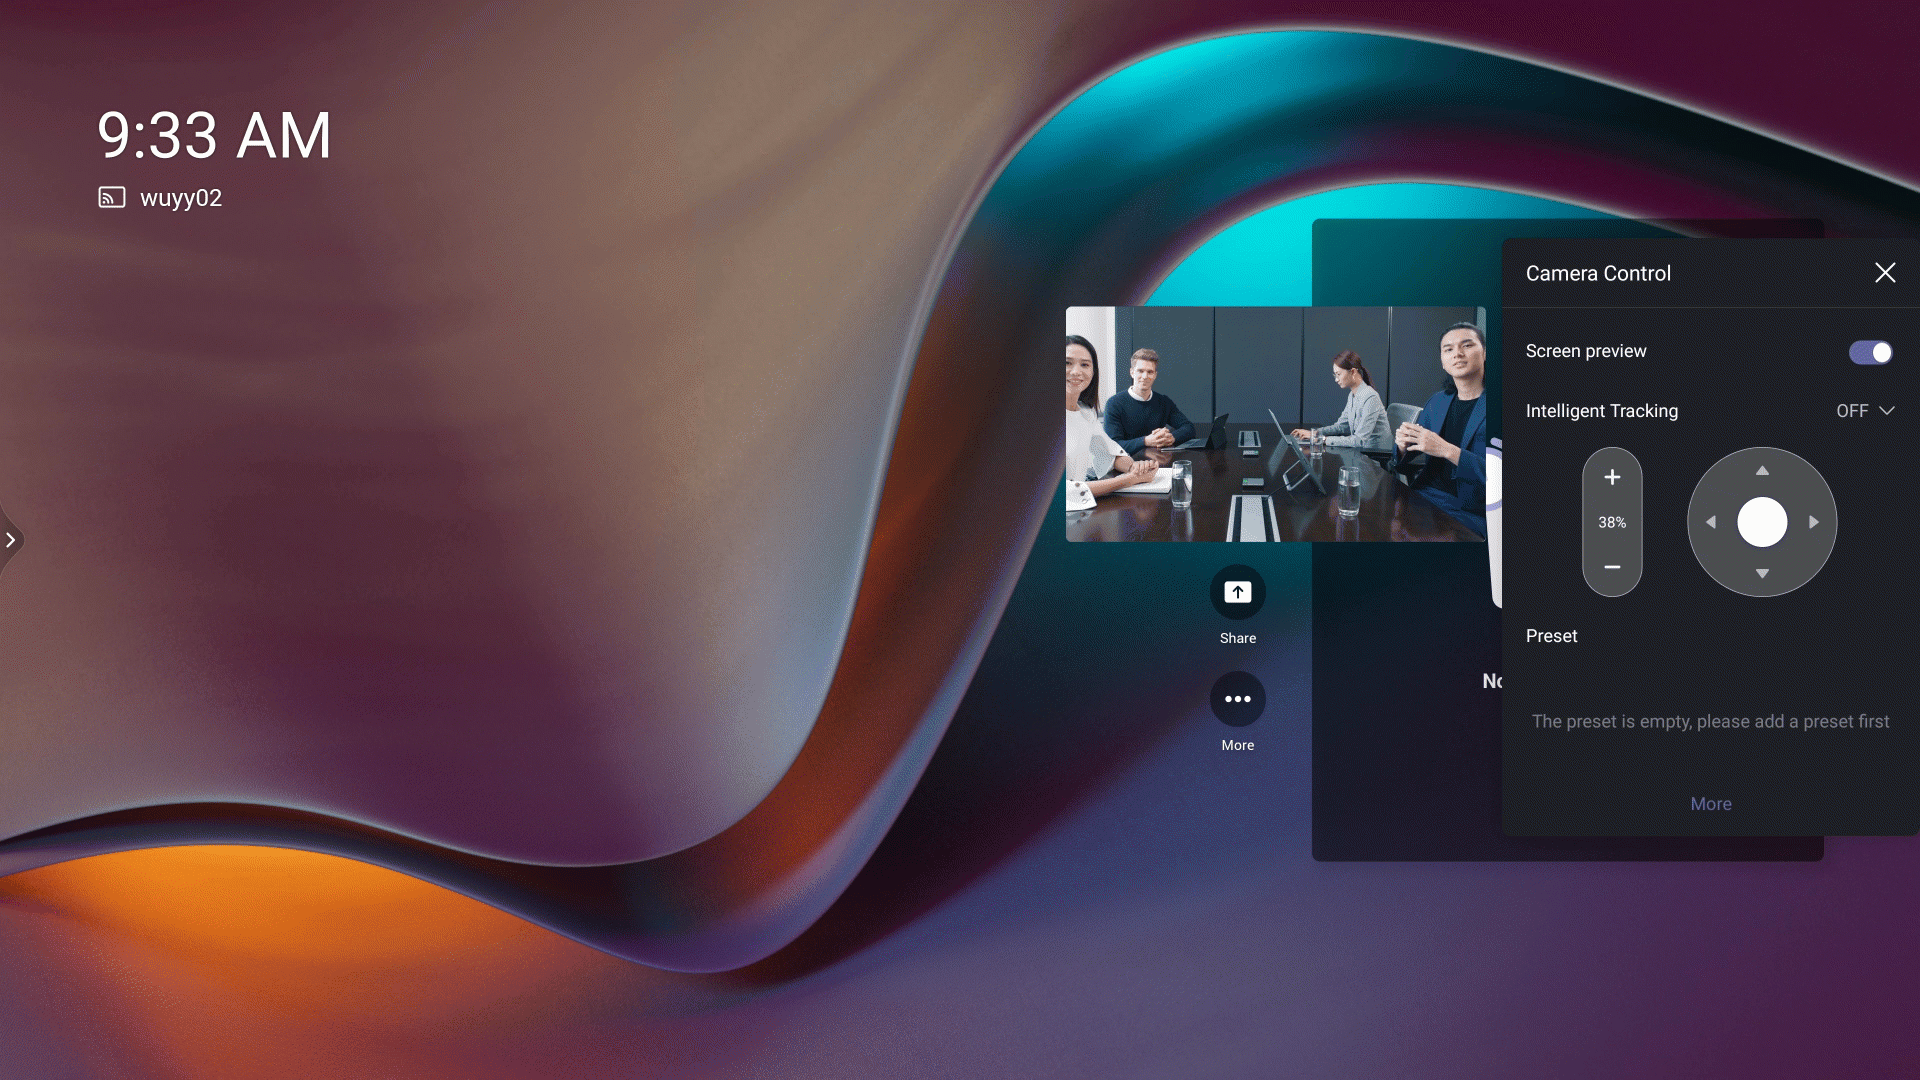 9:33 AM
wuyy02
Camera Control
Screen preview
Intelligent Tracking
OFF
38%
Share
Preset
No
The preset is empty, please add a preset first
More
More